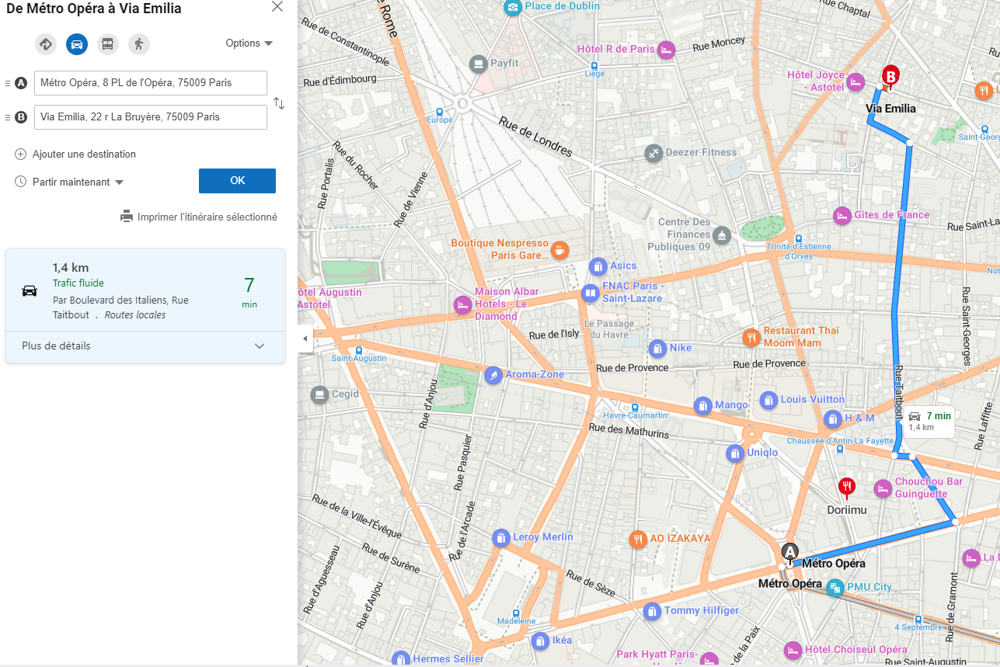 De Métro Opéra à Via Emilia
Options
A
Métro Opéra, 8 PL de l'Opéra, 75009 Paris
B
Via Emilia, 22 r La Bruyère, 75009 Paris
Ajouter une destination
Partir maintenant
OK
Imprimer l'itinéraire sélectionné
1,4 km
Trafic fluide
Par Boulevard des Italiens, Rue
Taitbout . Routes locales
7
min
Plus de détails
Rome
Place de Dublin
Rue Chaptal
Rue de Constantinople
Hôtel R de Paris
Rue Moncey
Payfit
Liège
Rue d'Édimbourg
Hôtel Joyce
- Astotel
B
Via Emilia
Europe
Rue de Londres
Saint-Georg
Deezer-Fitness
Rue du Rocher
Rue Portalis
Rue de Vienne
Gîtes de France
Centre Des
Finances
Publiques 09
Rue Saint-La
Boutique Nespresso
Paris Gare...
Trinité-d'Estienne
d'Orves
Asics
Not
FNAC Paris -
Saint-Lazare
ôtel Augustin
Astotel
Maison Albar
Hotels - Le
Diamond
Rue Saint-Georges
Le Passage
du Havre
Rue de l'Isly
Restaurant Thaï
Moom Mam
Nike
Saint-Augustin
Rue de Provence
Rue de Provence
Aroma-Zone
Rue Taitbout
Cegid
Rue d'Anjou
Mango
Louis Vuitton
Havre-Caumartin
H & M
7 min
1,4 km
Rue Laffitte
Rue des Mathurins
Chaussée d'Antin-La Fayette
Uniqlo
Rue Pasquier
Chouchou Bar
Guinguette
Doriimu
Rue de la Ville-l'Évêque
Rue de l'Arcade
Leroy Merlin
AO IZAKAYA
A
Métro Opéra
Rue de Surène
Rue d'Aguesseau
Métro Opéra
PMU City
Rue de Sèze
Rue d'Anjou
Rue de Gramont
Tommy Hilfiger
Madeleine
4 Septembre
Ikéa
de la Paix
Hôtel Choiseul Opéra
Park Hyatt Paris-
Hermes Sellier
Rue Saint-Augustin